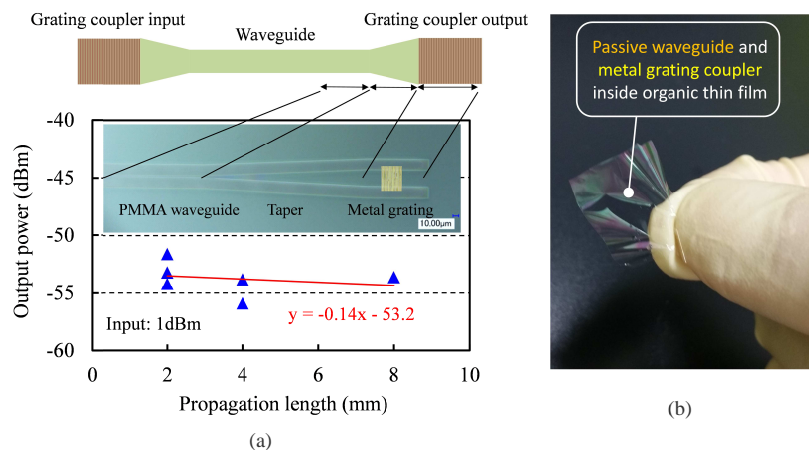 Grating coupler input
Waveguide
Grating coupler output
-40
-45
-50
-55
-60
Output power (dBm)
PMMA waveguide
Taper
Metal grating
10.00μm
Input: 1dBm
y = -0.14x - 53.2
0
2
4
6
8
10
Propagation length (mm)
(a)
Passive waveguide and
metal grating coupler
inside organic thin film
(b)